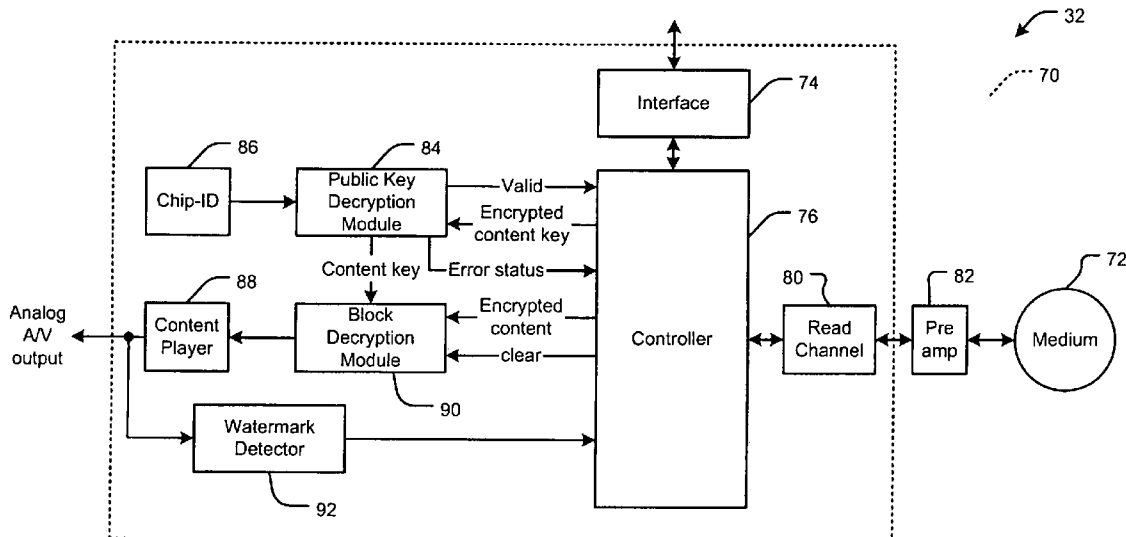 32
70
Interface
74
86
84
Chip-ID
Public Key
Decryption
Module
Valid
Encrypted
content key
76
Content key
Error status
88
80
82
72
Analog
A/V
output
Content
Player
Block
Decryption
Module
Encrypted
content
clear
Controller
Read
Channel
Pre
amp
Medium
90
Watermark
Detector
92